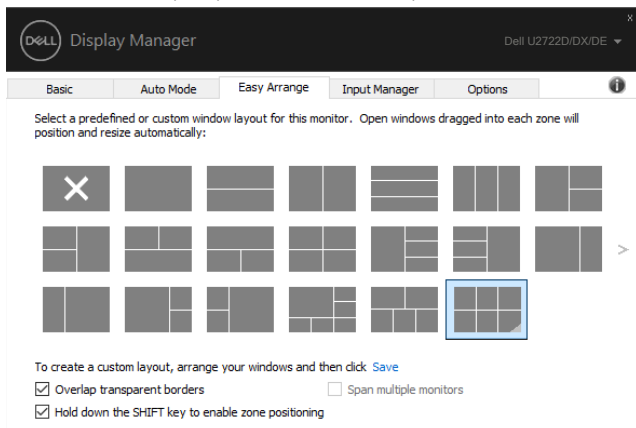 x
DELL Display Manager Dell U2722D/DX/DE
Basic Auto Mode Easy Arrange Input Manager Options i
Select a predefined or custom window layout for this monitor. Open windows dragged into each zone will
position and resize automatically:
>
To create a custom layout, arrange your windows and then click Save
Overlap transparent borders Span multiple monitors
Hold down the SHIFT key to enable zone positioning